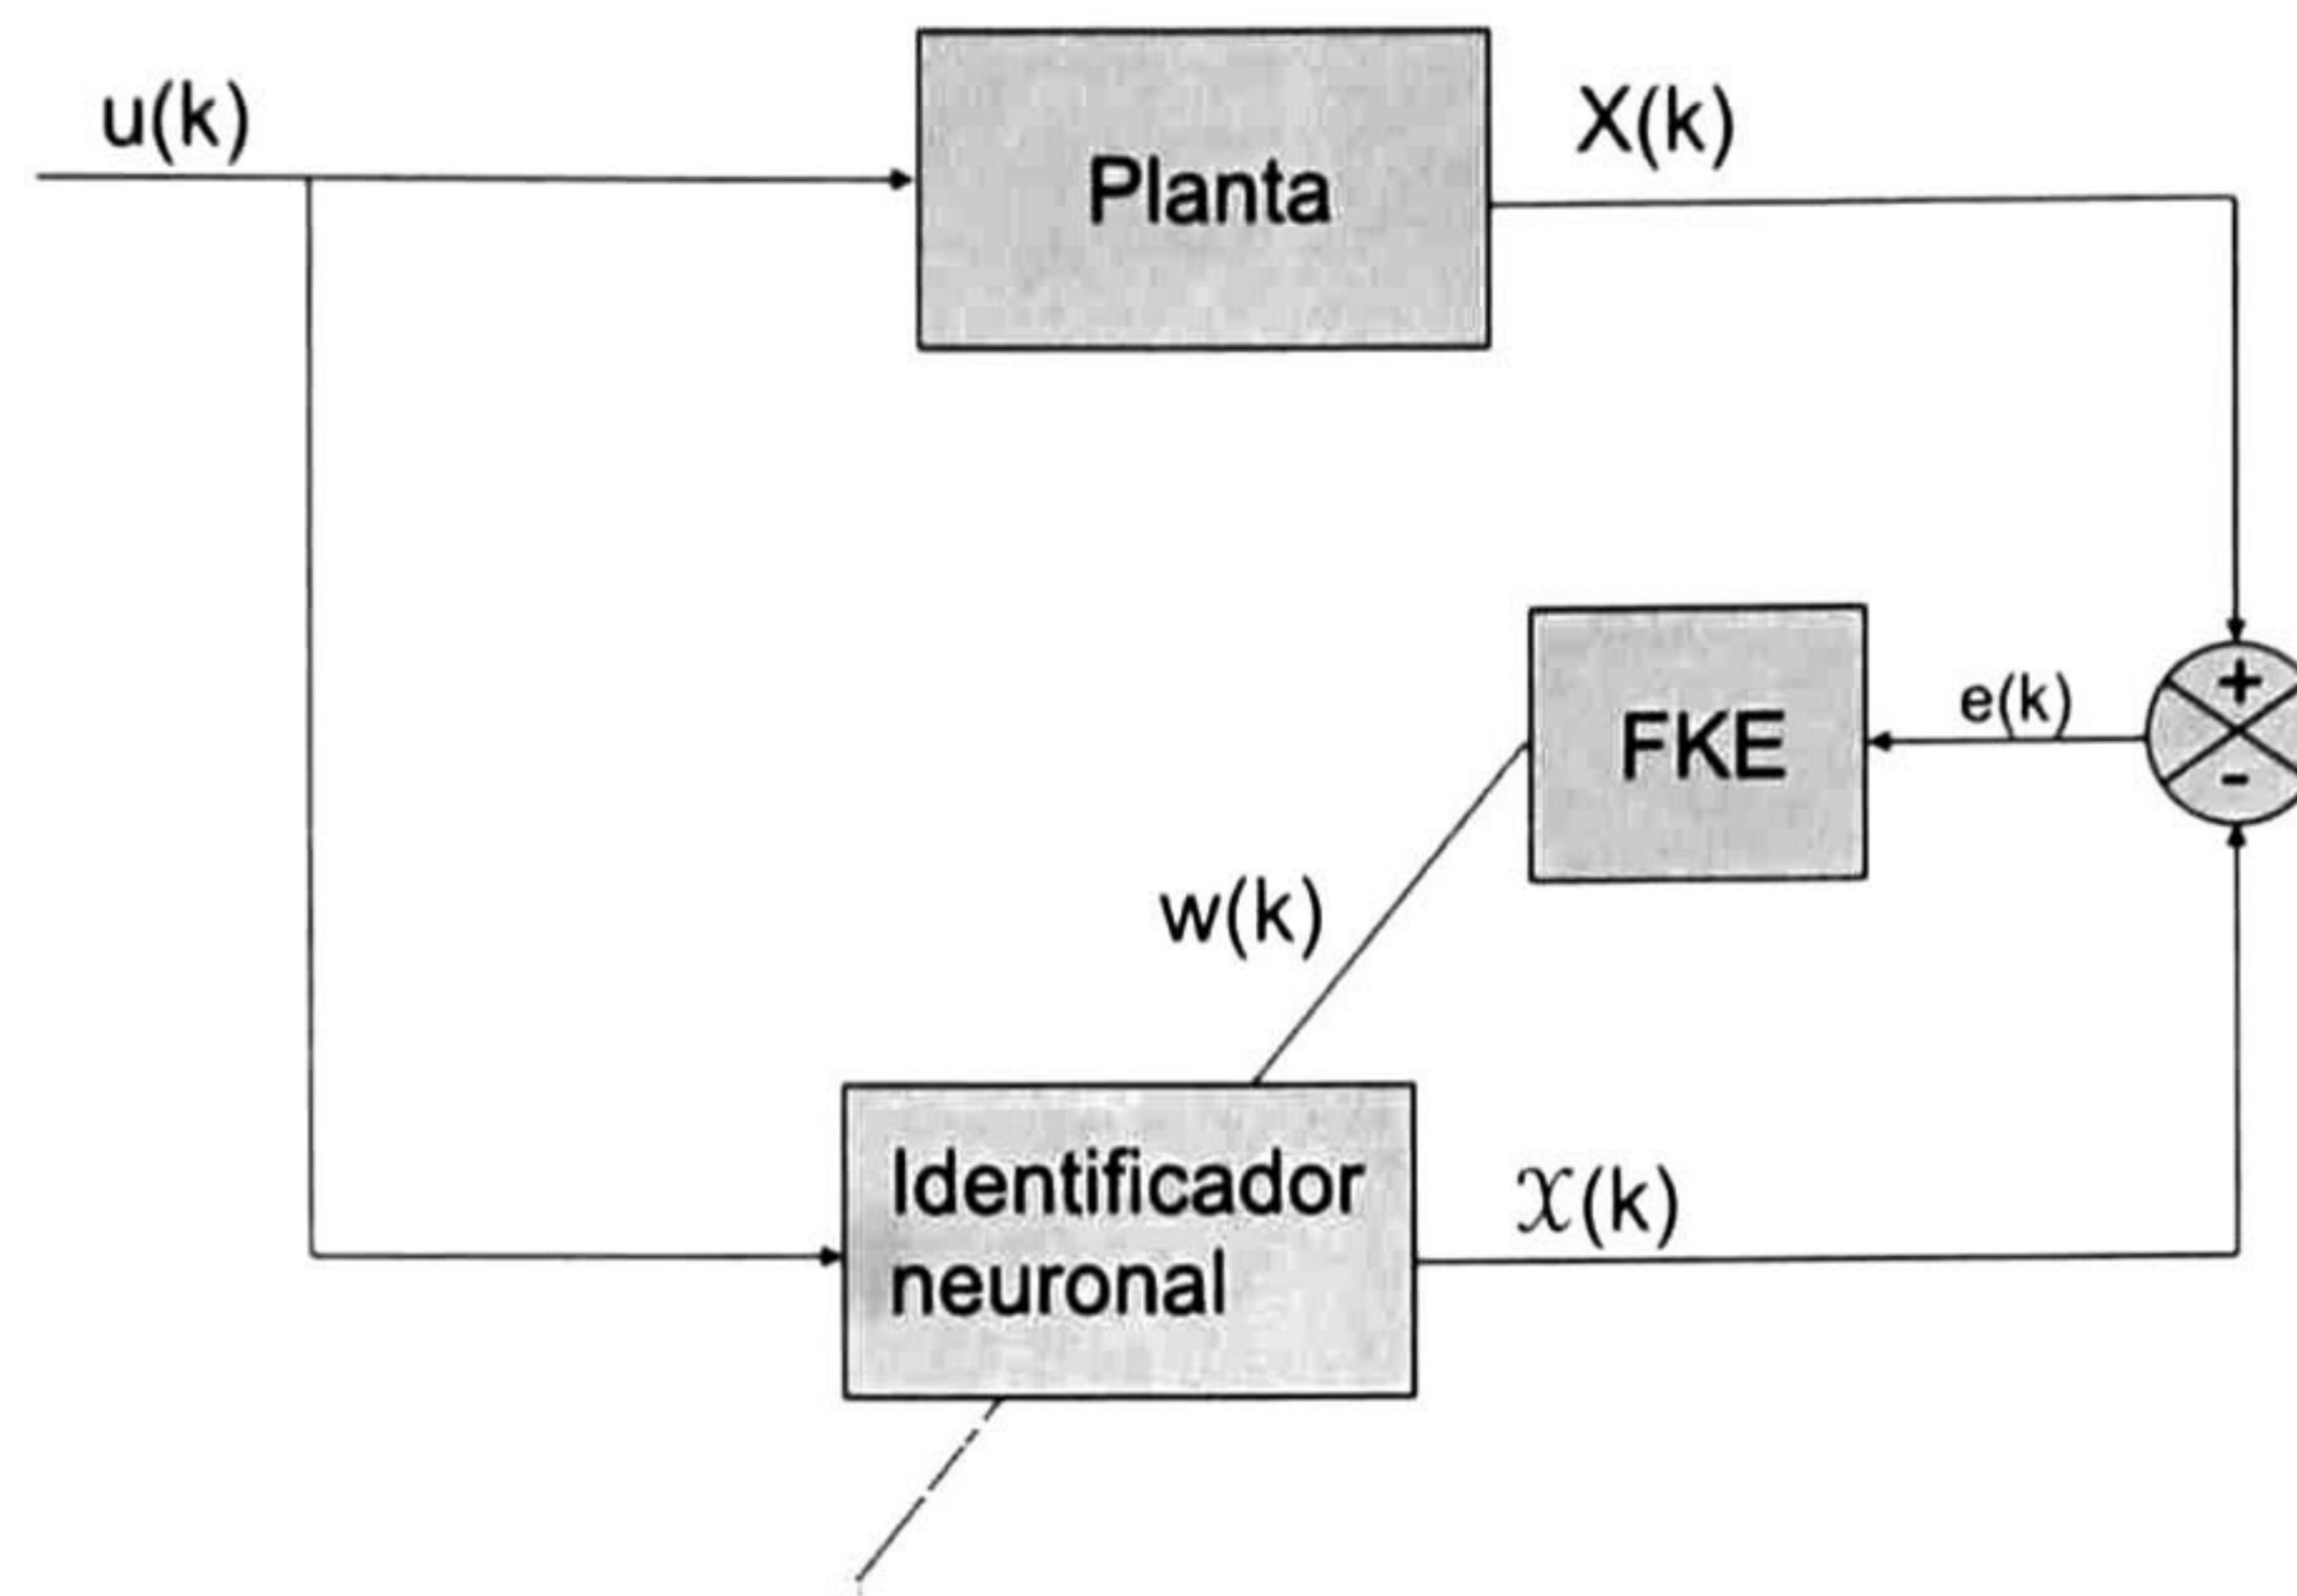 u(k)
Planta
X(k)
+
e(k)
FKE
-
w(k)
Identificador
neuronal
𝒳(k)